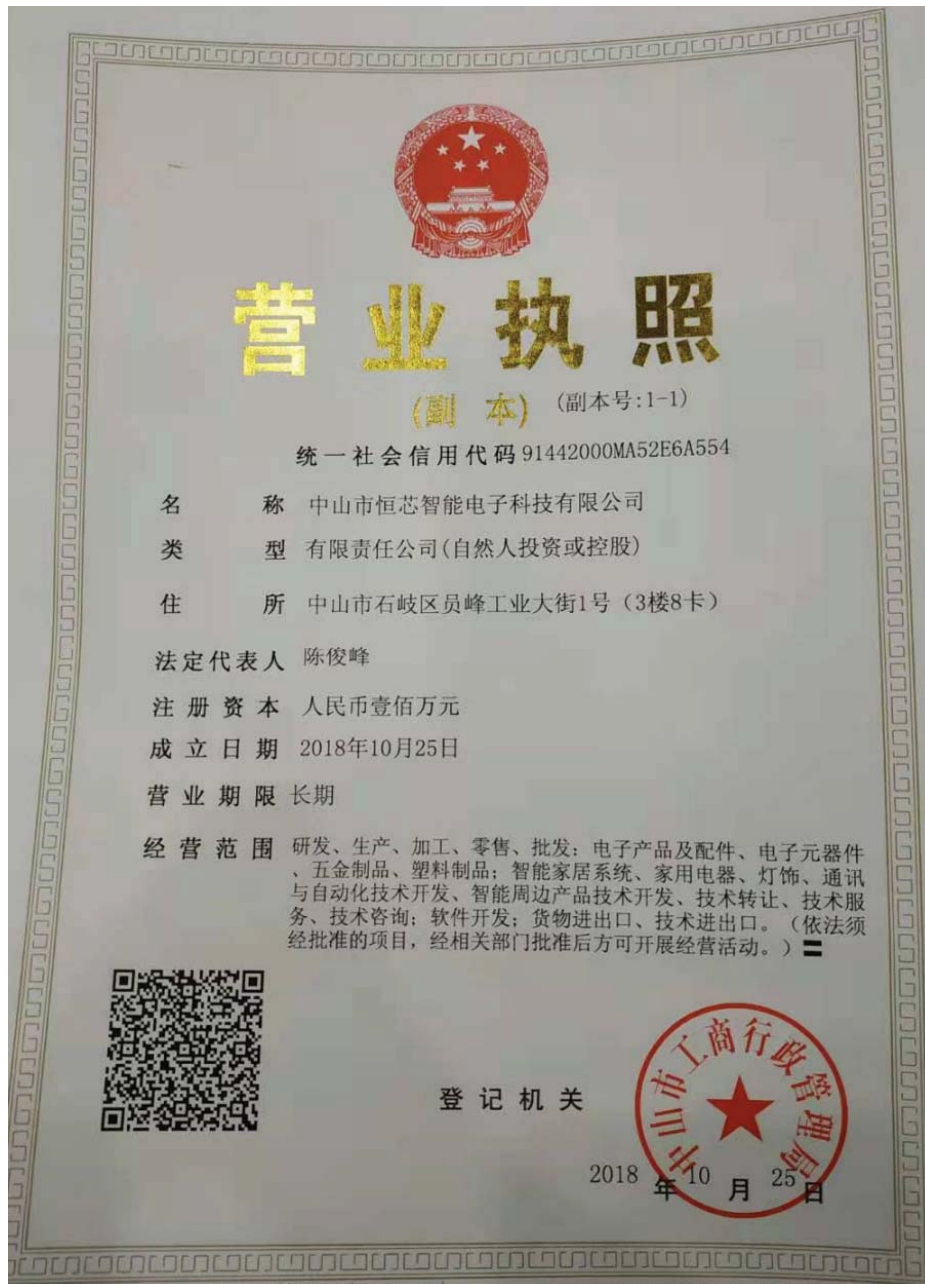 营业执照
(副本) (副本号:1-1)
统一社会信用代码 91442000MA52E6A554
名称 中山市恒芯智能电子科技有限公司
类型 有限责任公司(自然人投资或控股)
住所 中山市石岐区员峰工业大街1号（3楼8卡）
法定代表人 陈俊峰
注册资本 人民币壹佰万元
成立日期 2018年10月25日
营业期限 长期
经营范围 研发、生产、加工、零售、批发：电子产品及配件、电子元器件
、五金制品、塑料制品；智能家居系统、家用电器、灯饰、通讯
与自动化技术开发、智能周边产品技术开发、技术转让、技术服
务、技术咨询；软件开发；货物进出口、技术进出口。（依法须
经批准的项目，经相关部门批准后方可开展经营活动。）〓
中山市工商行政管理局
登记机关
2018年10月25日